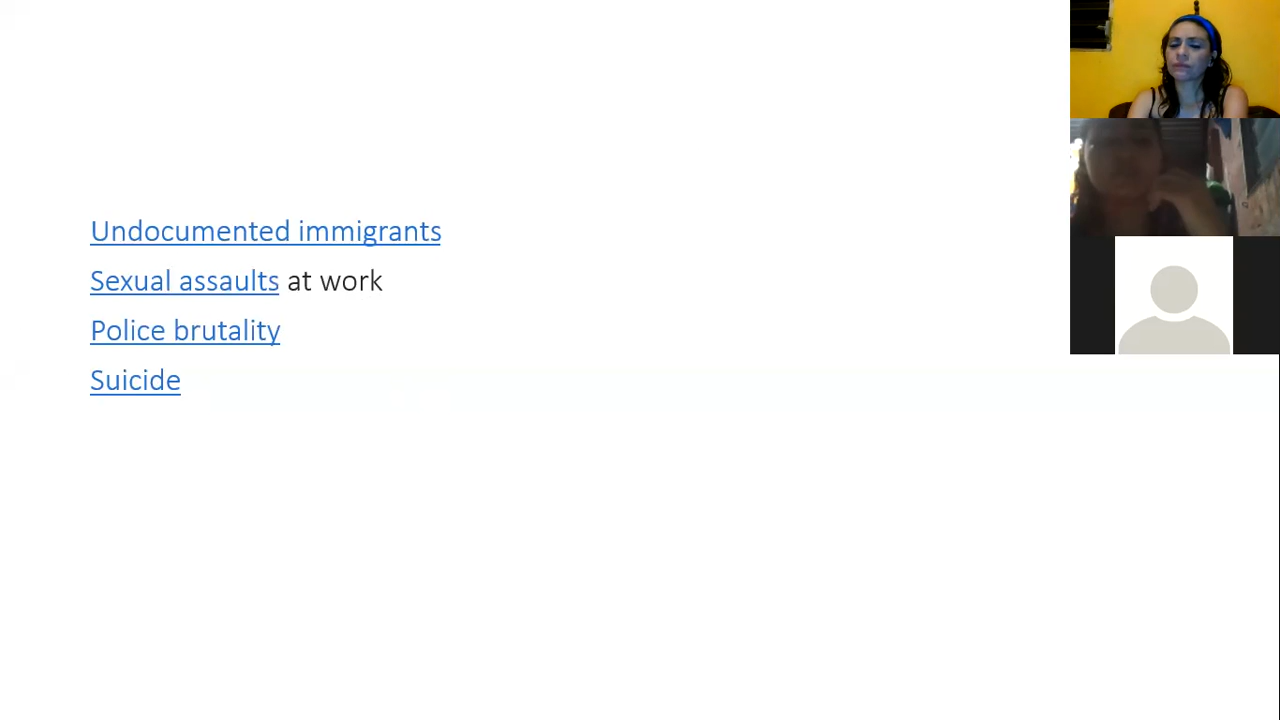 Undocumented immigrants
Sexual assaults at work
Police brutality
Suicide